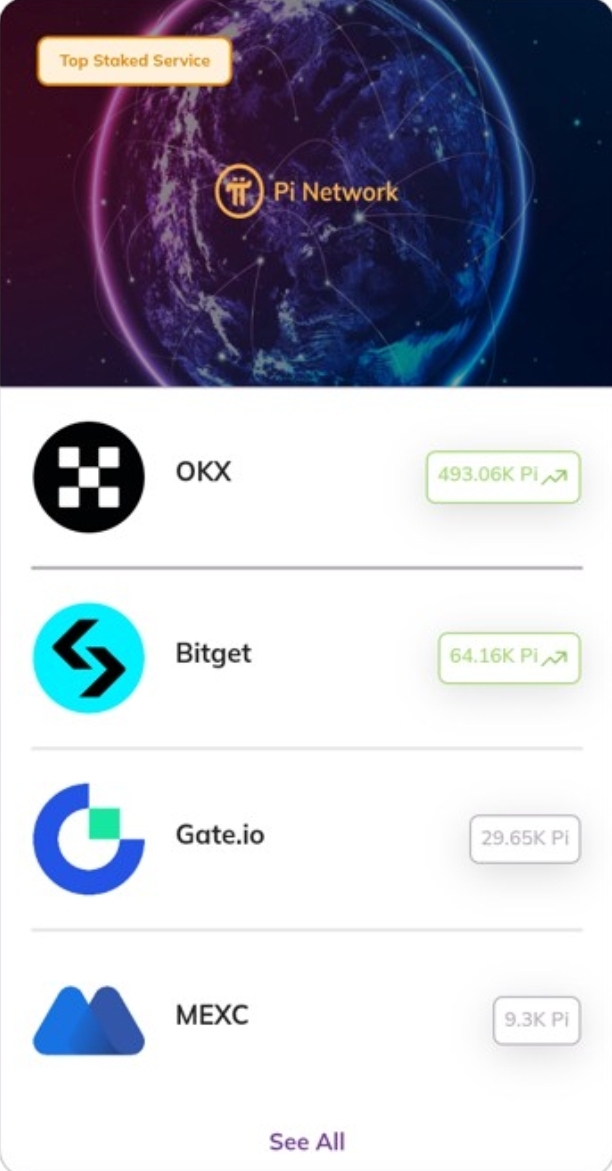 Top Staked Service
Pi Network
OKX
493.06K Pi
Bitget
64.16K Pi
Gate.io
29.65K Pi
MEXC
9.3K Pi
See All